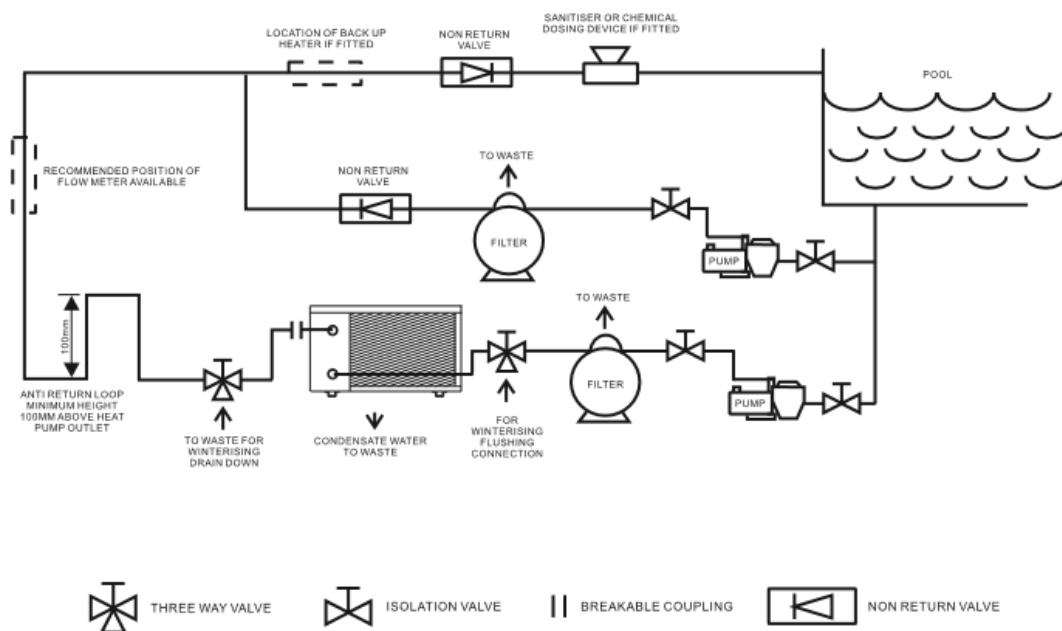 LOCATION OF BACK UP
HEATER IF FITTED
NON RETURN
VALVE
SANITISER OR CHEMICAL
DOSING DEVICE IF FITTED
POOL
RECOMMENDED POSITION OF
FLOW METER AVAILABLE
NON RETURN
VALVE
TO WASTE
FILTER
PUMP
100mm
TO WASTE
FILTER
PUMP
ANTI RETURN LOOP
MINIMUM HEIGHT
100MM ABOVE HEAT
PUMP OUTLET
TO WASTE FOR
WINTERISING
DRAIN DOWN
CONDENSATE WATER
TO WASTE
FOR
WINTERISING
FLUSHING
CONNECTION
THREE WAY VALVE
ISOLATION VALVE
BREAKABLE COUPLING
NON RETURN VALVE